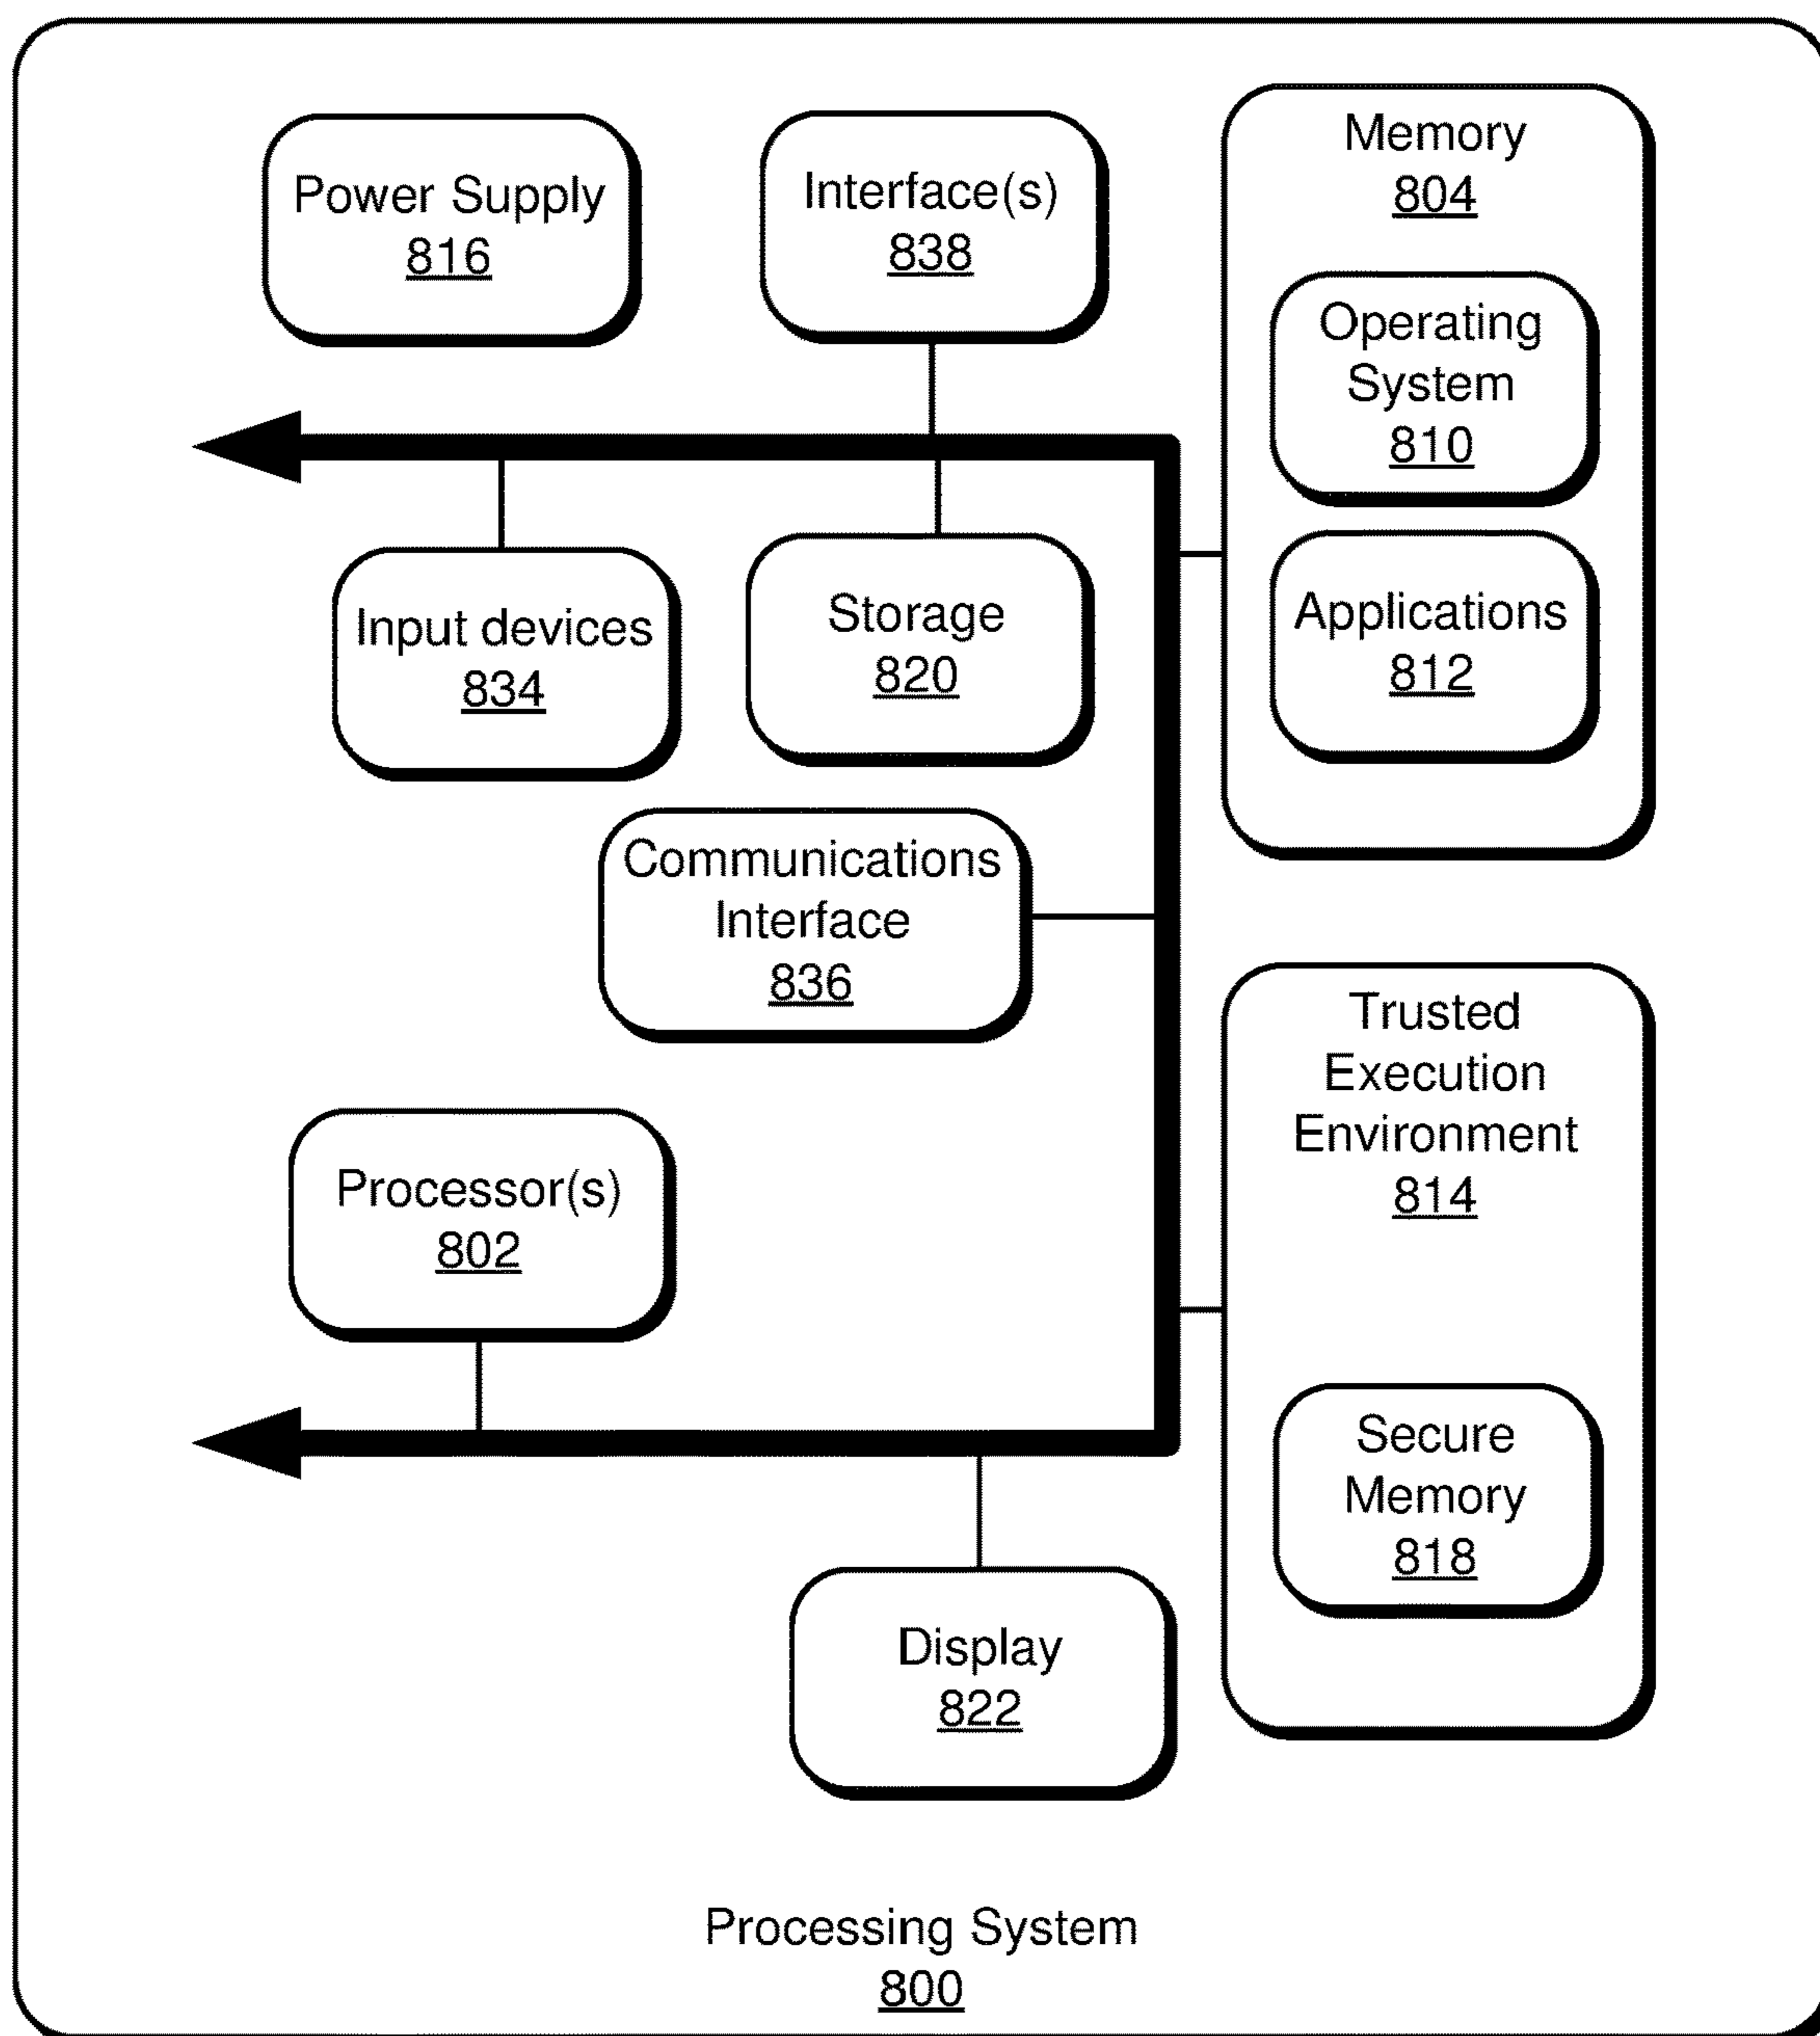 Power Supply
816
Interface(s)
838
Memory
804
Operating
System
810
Applications
812
Input devices
834
Storage
820
Communications
Interface
836
Trusted
Execution
Environment
814
Secure
Memory
818
Processor(s)
802
Display
822
Processing System
800